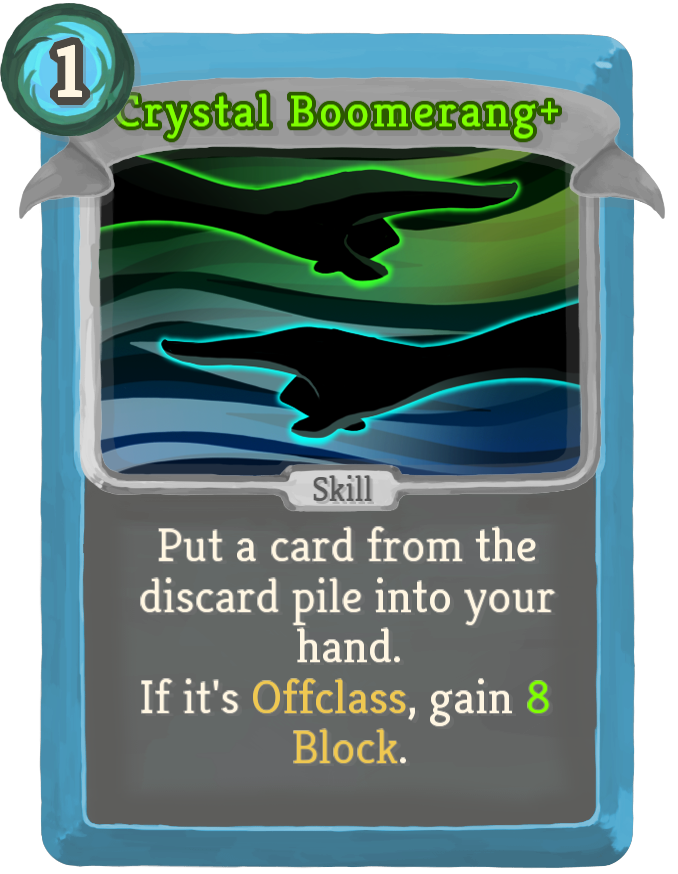 1
Crystal Boomerang+
Skill
Put a card from the
discard pile into your
hand.
If it's Offclass, gain 8
Block.